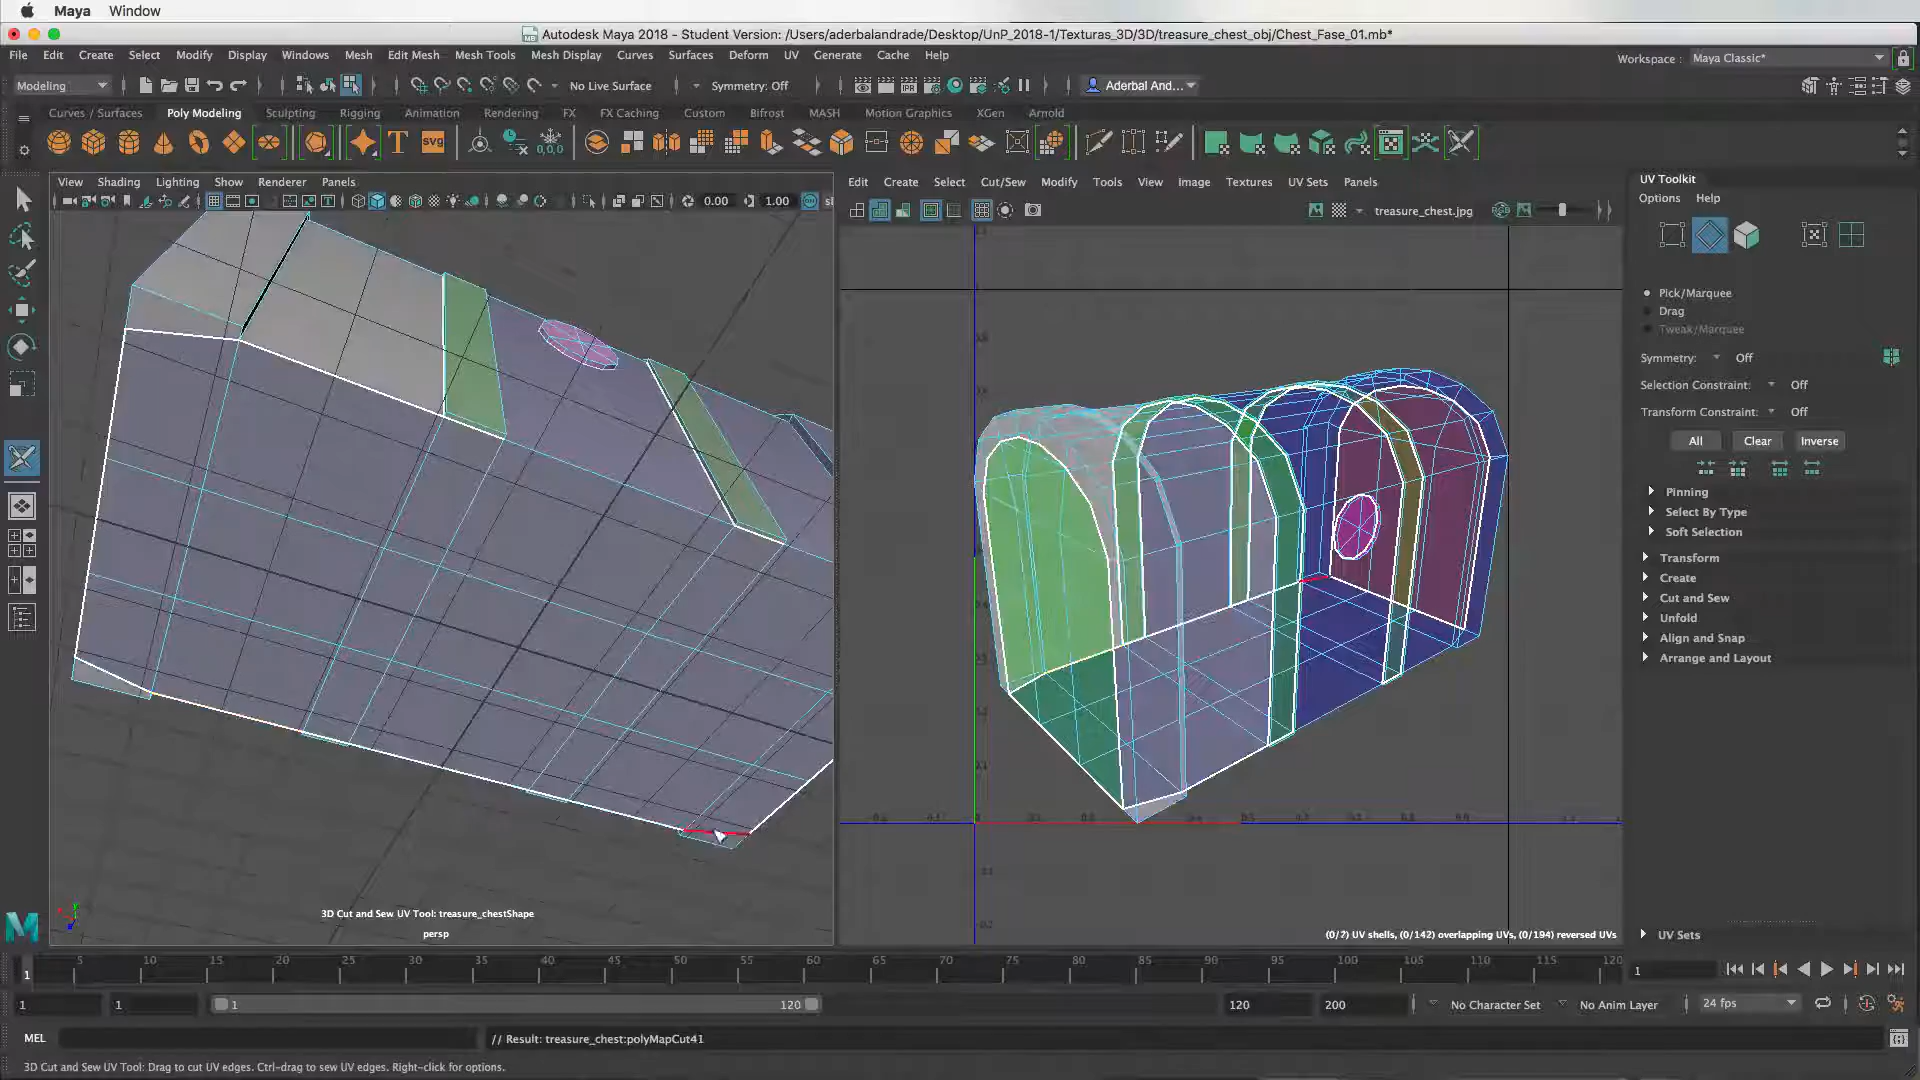 Maya Window
Autodesk Maya 2018 - Student Version: /Users/aderbalandrade/Desktop/UnP_2018-1/Texturas_3D/3D/treasure_chest_obj/Chest_Fase_01.mb*
File Edit Create Select Modify Display Windows Mesh Edit Mesh Mesh Tools Mesh Display Curves Surfaces Deform UV Generate Cache Help
Workspace : Maya Classic*
Modeling No Live Surface Symmetry: Off Aderbal And...
Curves / Surfaces Poly Modeling Sculpting Rigging Animation Rendering FX FX Caching Custom Bifrost MASH Motion Graphics XGen Arnold
View Shading Lighting Show Renderer Panels
0.00 1.00
Edit Create Select Cut/Sew Modify Tools View Image Textures UV Sets Panels
treasure_chest.jpg
UV Toolkit
Options Help
Pick/Marquee
Drag
Tweak/Marquee
Symmetry: Off
Selection Constraint: Off
Transform Constraint: Off
All Clear Inverse
Pinning
Select By Type
Soft Selection
Transform
Create
Cut and Sew
Unfold
Align and Snap
Arrange and Layout
UV Sets
3D Cut and Sew UV Tool: treasure_chestShape
persp
(0/7) UV shells, (0/142) overlapping UVs, (0/194) reversed UVs
5 10 15 20 25 30 35 40 45 50 55 60 65 70 75 80 85 90 95 100 105 110 115 120
1 1
1 1 1 120 120 200 No Character Set No Anim Layer 24 fps
MEL // Result: treasure_chest:polyMapCut41
3D Cut and Sew UV Tool: Drag to cut UV edges. Ctrl-drag to sew UV edges. Right-click for options.